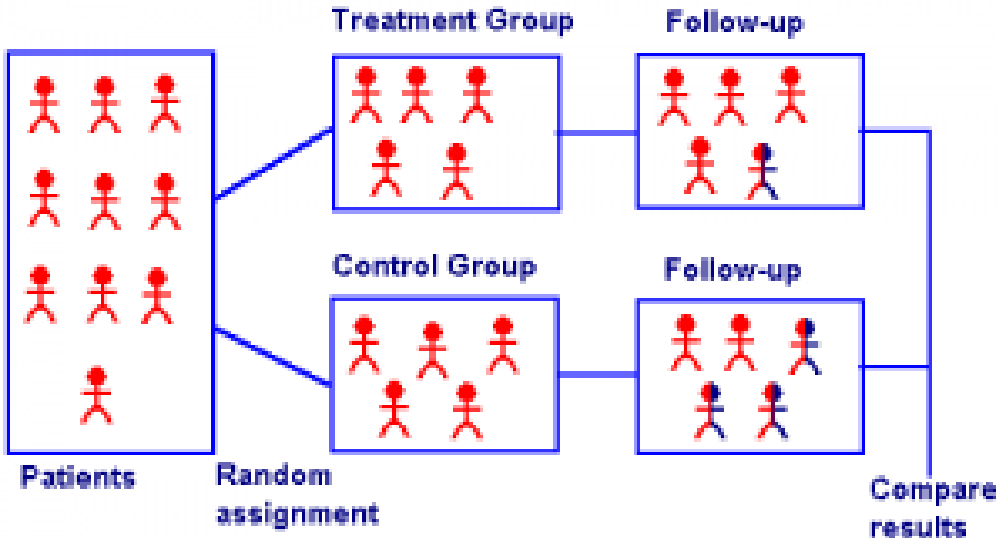 Treatment Group
Follow-up
Control Group
Follow-up
Patients
Random
assignment
Compare
results